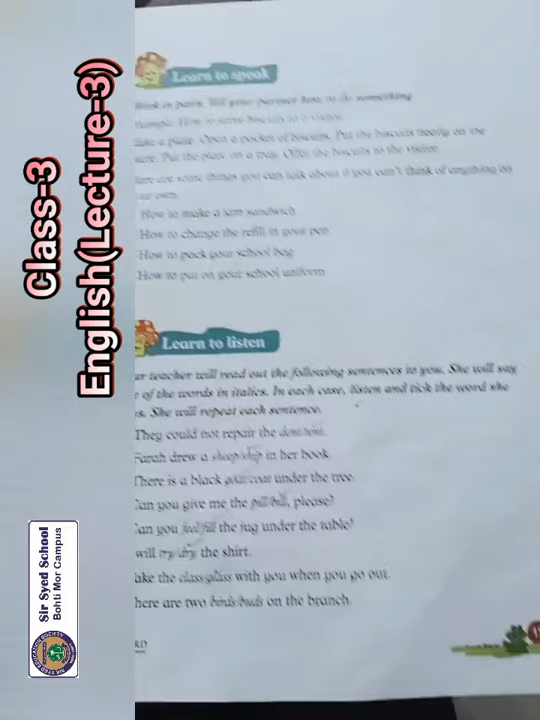 Class-3
English(Lecture-3)
Sir Syed School
Bohti Mor Campus
Learn to speak
Work in pairs. Tell your partner how to do something.
How to serve biscuits to a visitor.
a plate. Open a packet of biscuits. Put the biscuits neatly on the
Put the plate on a tray. Offer the biscuits to the visitor.
are some things you can talk about if you can't think of anything on
own.
How to make a jam sandwich
How to change the refill in your pen
How to pack your school bag
How to put on your school uniform
Learn to listen
ur teacher will read out the following sentences to you. She will say
e of the words in italics. In each case, listen and tick the word she
s. She will repeat each sentence.
They could not repair the dent/tent.
Farah drew a sheep/ship in her book.
There is a black goat/coat under the tree.
Can you give me the pill/bill, please?
Can you feel/fill the jug under the table?
will try/dry the shirt.
ake the class/glass with you when you go out.
here are two birds/buds on the branch.
RD